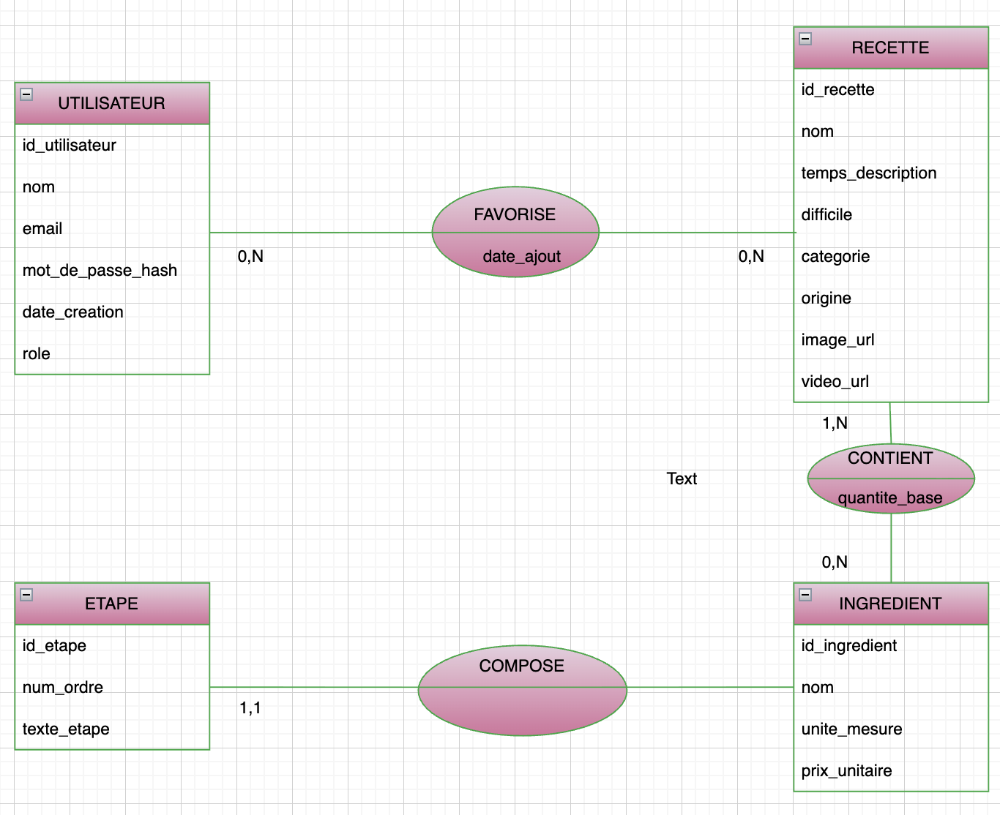 RECETTE
id_recette
nom
temps_description
difficile
categorie
origine
image_url
video_url
UTILISATEUR
id_utilisateur
nom
email
mot_de_passe_hash
date_creation
role
FAVORISE
date_ajout
0,N
0,N
1,N
CONTIENT
quantite_base
Text
0,N
ETAPE
id_etape
num_ordre
texte_etape
COMPOSE
1,1
INGREDIENT
id_ingredient
nom
unite_mesure
prix_unitaire